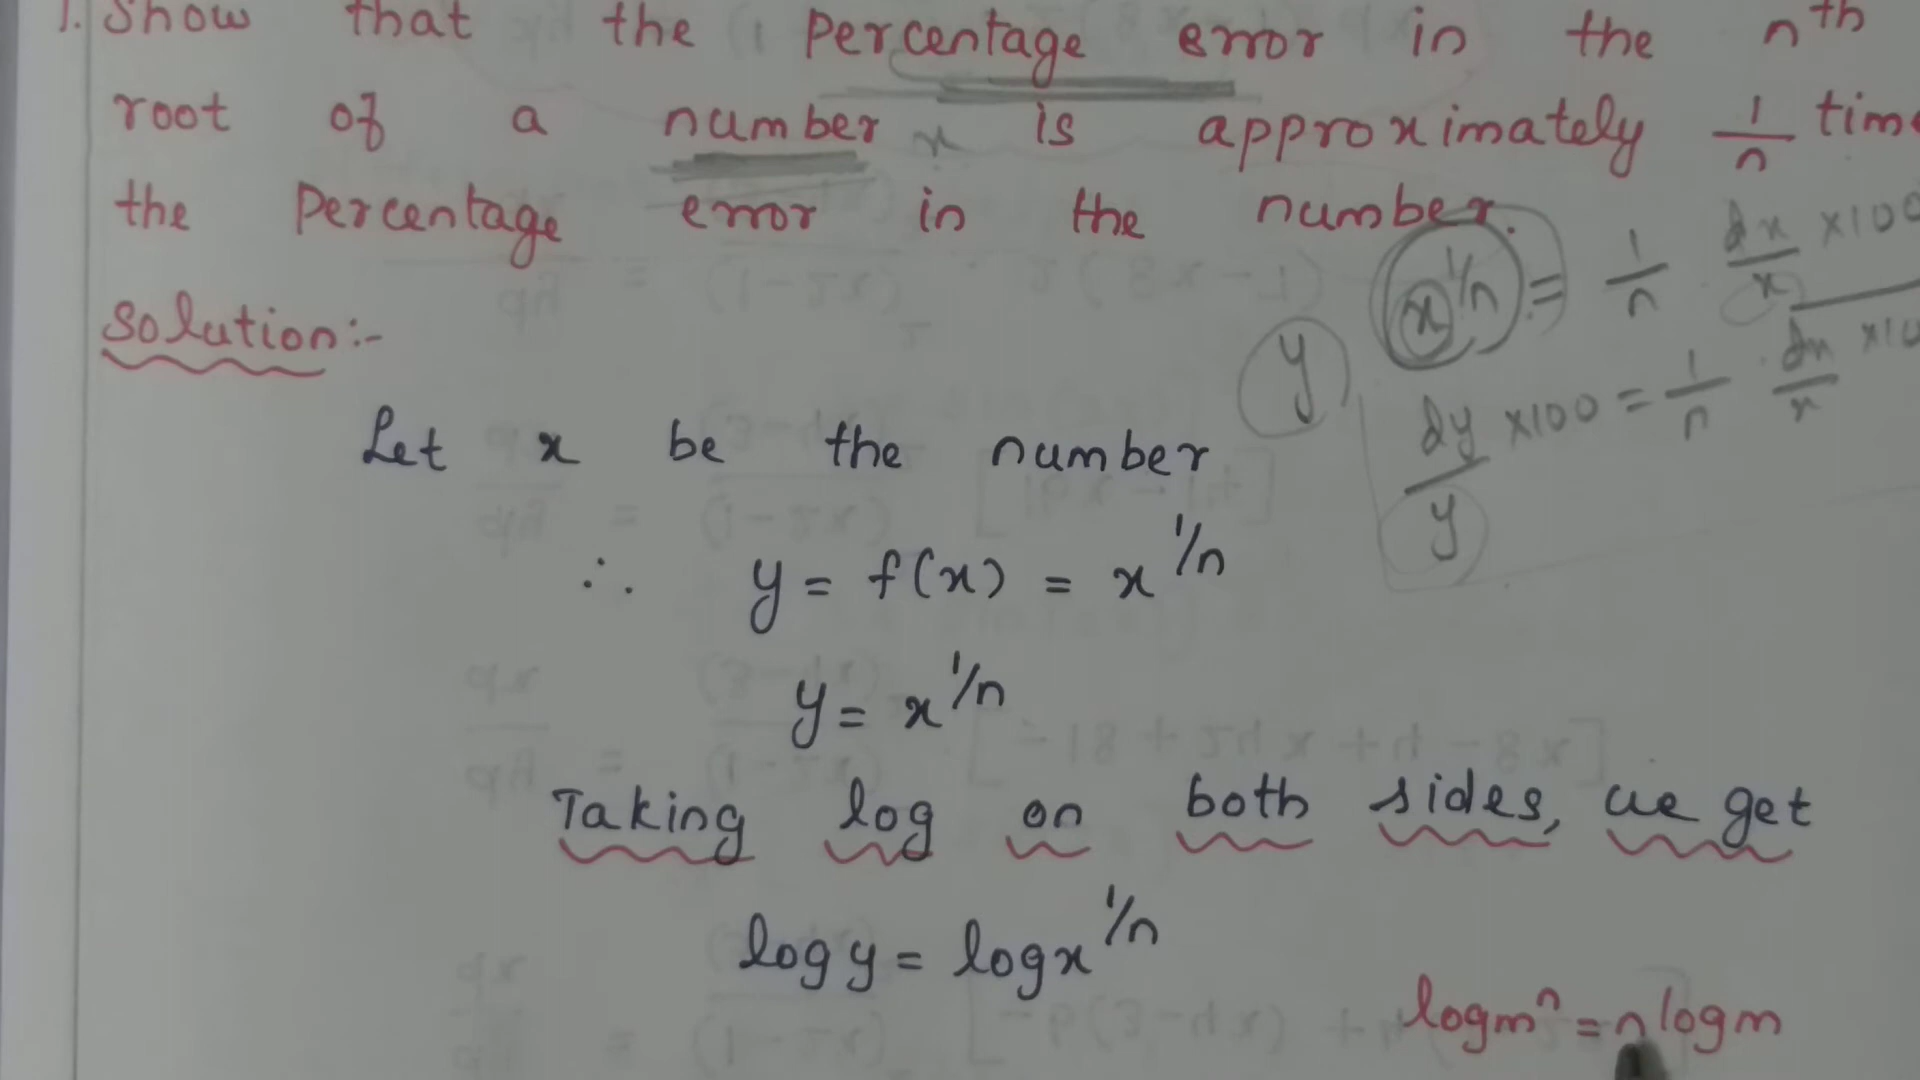 1. Show that the percentage error in the n^th
root of a number x is approximately 1/n
the percentage error in the number.
x^1/n = 1/n dx/x ×100
Solution:-
y
dy/y ×100 = 1/n dx/x
Let x be the number
∴ y = f(x) = x^1/n
y = x^1/n
Taking log on both sides, we get
log y = log x^1/n
log m^n = n log m